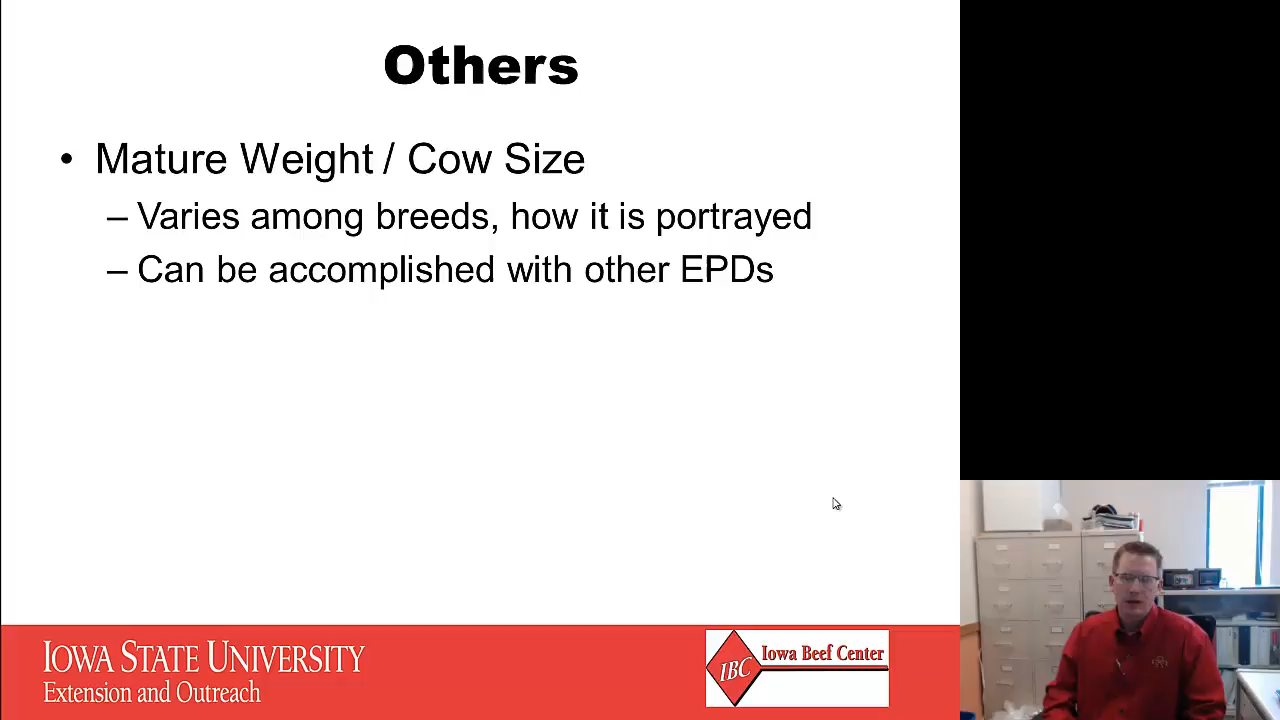 Others
• Mature Weight / Cow Size
– Varies among breeds, how it is portrayed
– Can be accomplished with other EPDs
IOWA STATE UNIVERSITY
Extension and Outreach
IBC
Iowa Beef Center